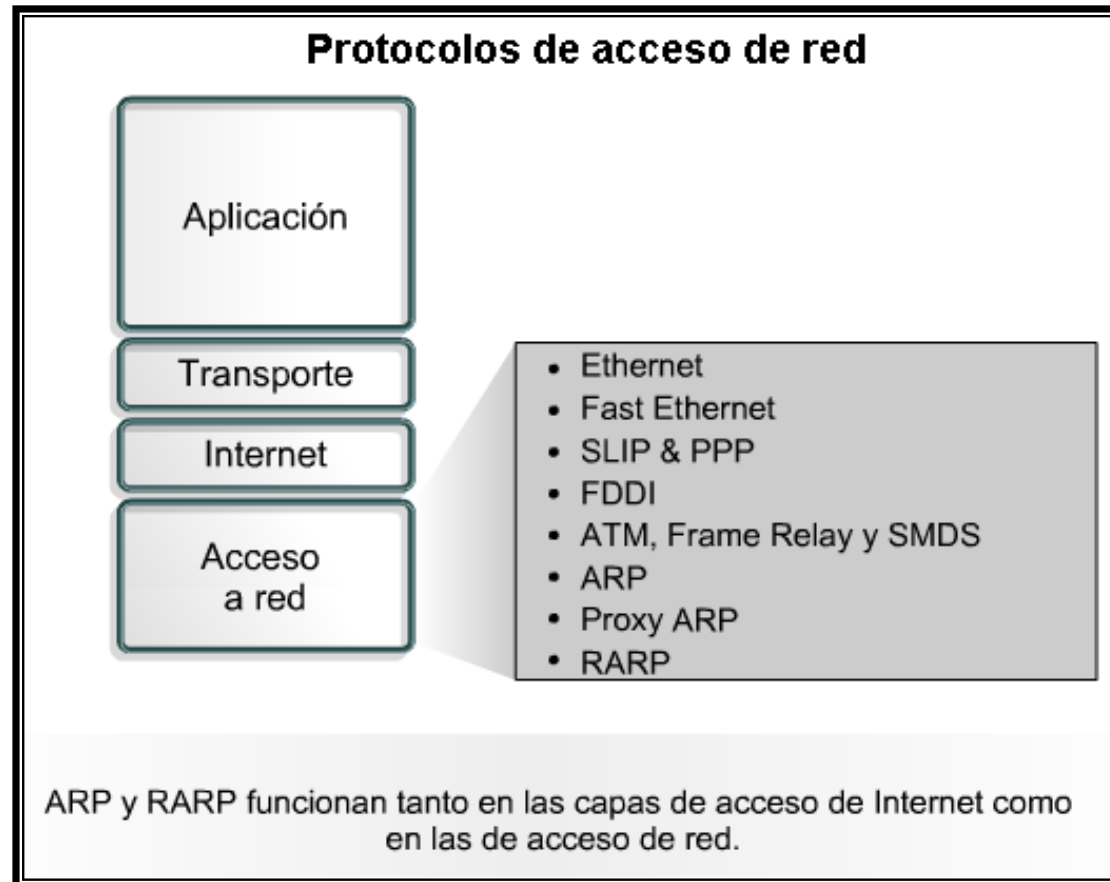 Protocolos de acceso de red
Aplicación
Transporte
Internet
Acceso
a red
• Ethernet
• Fast Ethernet
• SLIP & PPP
• FDDI
• ATM, Frame Relay y SMDS
• ARP
• Proxy ARP
• RARP
ARP y RARP funcionan tanto en las capas de acceso de Internet como
en las de acceso de red.